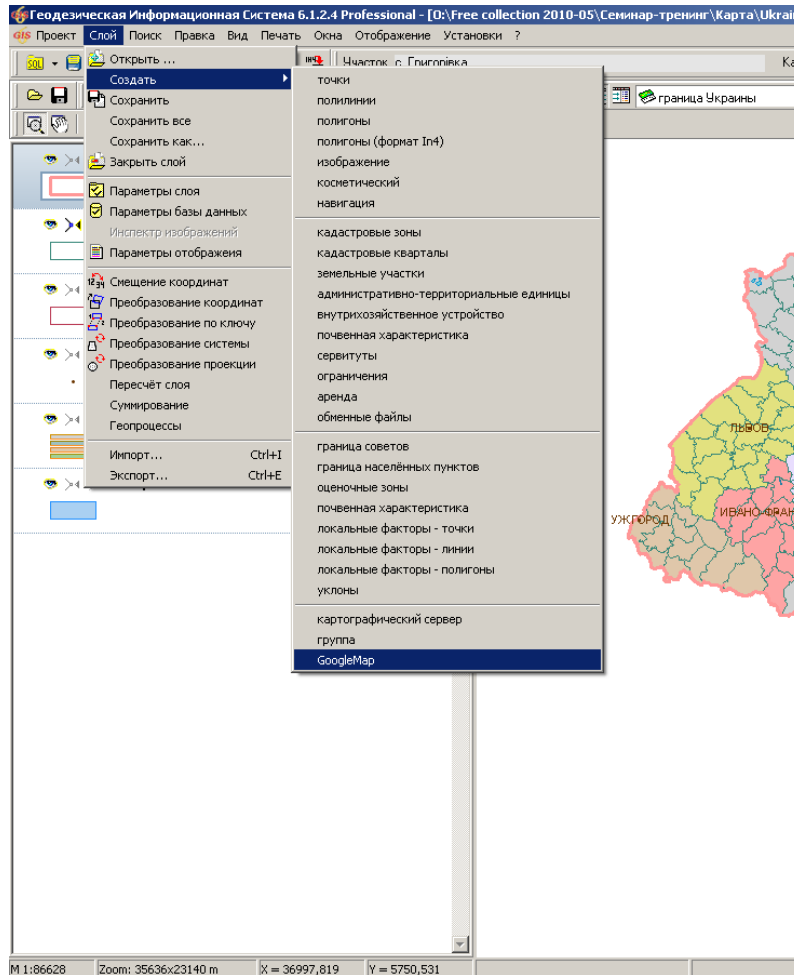 Геодезическая Информационная Система 6.1.2.4 Professional - [O:\Free collection 2010-05\Семинар-тренинг\Карта\Ukrai
GIS Проект Слой Поиск Правка Вид Печать Окна Отображение Установки ?
SQL
Участок с. Григорівка
граница Украины
Открыть ...
Создать
Сохранить
Сохранить все
Сохранить как...
Закрыть слой
Параметры слоя
Параметры базы данных
Инспектр изображений
Параметры отображеия
Смещение координат
Преобразование координат
Преобразование по ключу
Преобразование системы
Преобразование проекции
Пересчёт слоя
Суммирование
Геопроцессы
Импорт... Ctrl+I
Экспорт... Ctrl+E
точки
полилинии
полигоны
полигоны (формат In4)
изображение
косметический
навигация
кадастровые зоны
кадастровые кварталы
земельные участки
административно-территориальные единицы
внутрихозяйственное устройство
почвенная характеристика
сервитуты
ограничения
аренда
обменные файлы
граница советов
граница населённых пунктов
оценочные зоны
почвенная характеристика
локальные факторы - точки
локальные факторы - линии
локальные факторы - полигоны
уклоны
картографический сервер
группа
GoogleMap
ЛЬВОВ
УЖГОРОД
ИВАНО-ФРАН
M 1:86628 Zoom: 35636x23140 m X = 36997,819 Y = 5750,531